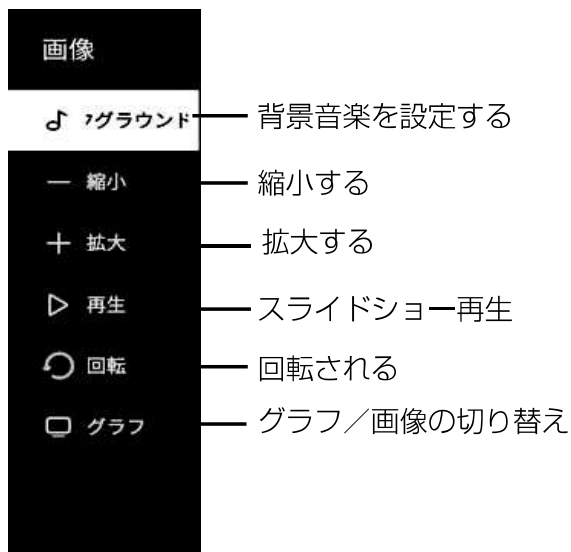 画像
グラウンド 背景音楽を設定する
縮小 縮小する
拡大 拡大する
再生 スライドショー再生
回転 回転される
グラフ グラフ／画像の切り替え